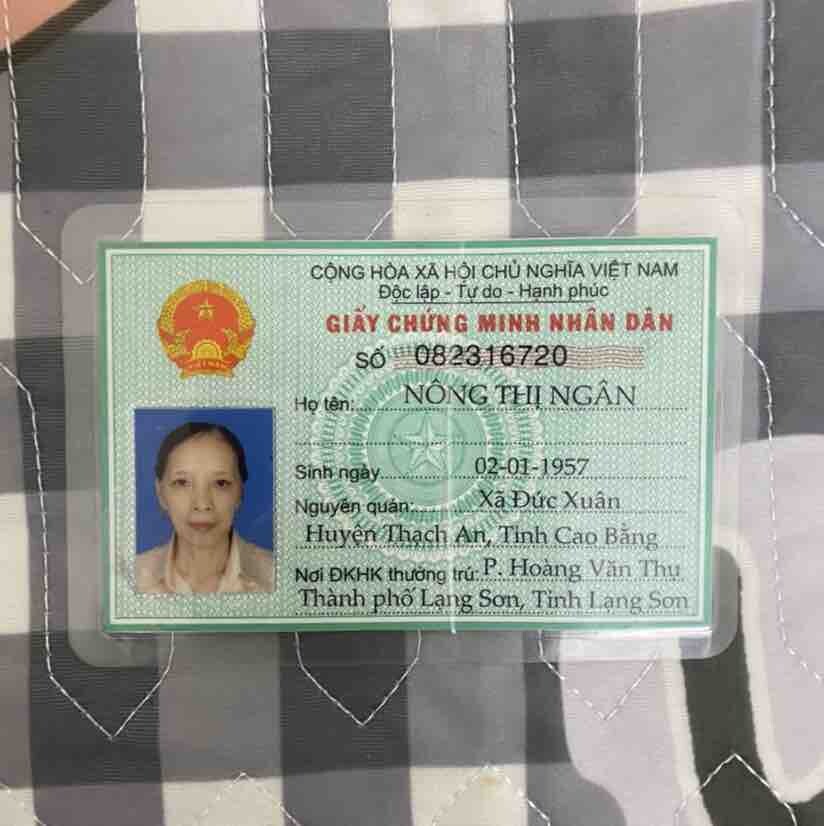 CỘNG HÒA XÃ HỘI CHỦ NGHĨA VIỆT NAM
Độc lập - Tự do - Hạnh phúc
GIẤY CHỨNG MINH NHÂN DÂN
SỐ 082316720
Họ tên: NÔNG THỊ NGÂN
Sinh ngày 02-01-1957
Nguyên quán: Xã Đức Xuân
Huyện Thạch An, Tỉnh Cao Bằng
Nơi ĐKHK thường trú: P. Hoàng Văn Thụ
Thành phố Lạng Sơn, Tỉnh Lạng Sơn
VIỆT NAM